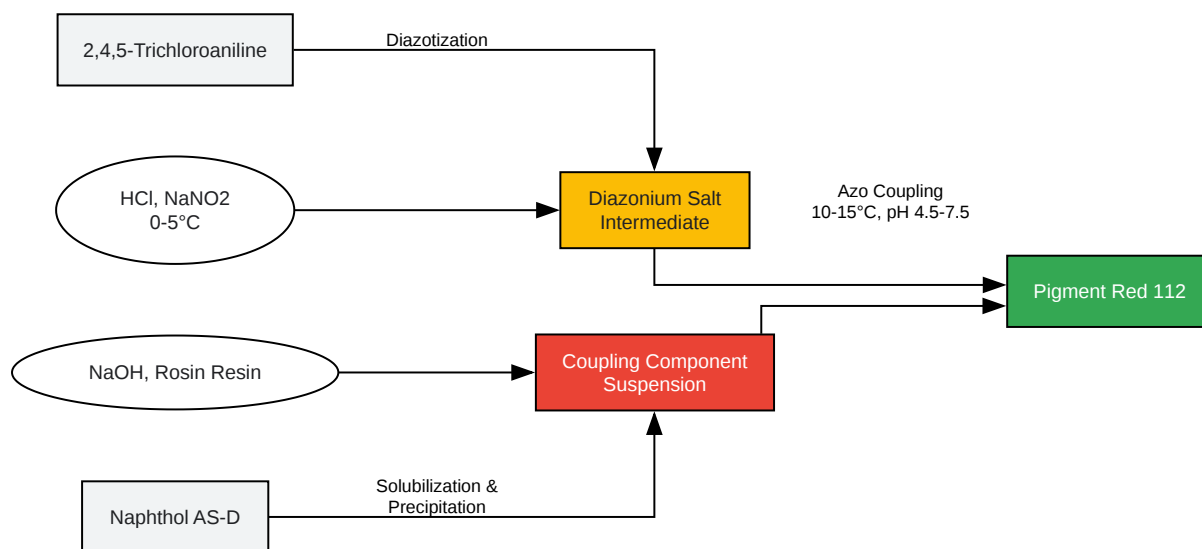 2,4,5-Trichloroaniline
Diazotization
HCl, NaNO2
0-5°C
Diazonium Salt
Intermediate
Azo Coupling
10-15°C, pH 4.5-7.5
Pigment Red 112
NaOH, Rosin Resin
Coupling Component
Suspension
Solubilization &
Precipitation
Naphthol AS-D